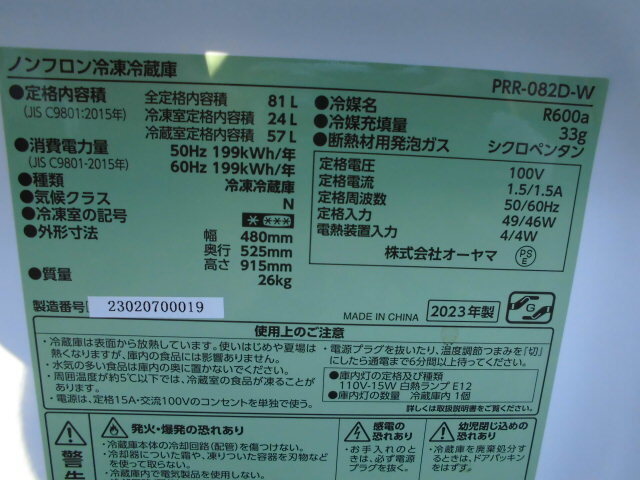 ノンフロン冷凍冷蔵庫
PRR-082D-W
●定格内容積
(JIS C9801:2015年)
全定格内容積 81 L
冷凍室定格内容積 24 L
冷蔵室定格内容積 57 L
●消費電力量
(JIS C9801-2015年)
50Hz 199kWh/年
60Hz 199kWh/年
●種類 冷凍冷蔵庫
●気候クラス N
●冷凍室の記号
●外形寸法
幅 480mm
奥行 525mm
高さ 915mm
●質量 26kg
●冷媒名 R600a
●冷媒充填量 33g
●断熱材用発泡ガス シクロペンタン
定格電圧 100V
定格電流 1.5/1.5A
定格周波数 50/60Hz
定格入力 49/46W
電熱装置入力 4/4W
株式会社オーヤマ
PS
E
製造番号 23020700019
MADE IN CHINA
2023年製
使用上のご注意
・冷蔵庫は表面から放熱しています。使いはじめや夏場は
熱くなりますが、庫内の食品には影響ありません。
・水気の多い食品は庫内の奥に置かないでください。
・周囲温度が約5℃以下では、冷蔵室の食品が凍ることが
あります。
・電源は、定格15A・交流100Vのコンセントを単独で使う。
・電源プラグを抜いたり、温度調節つまみを「切」
にしたら通電まで6分間以上待ってください。
●庫内灯の定格及び種類
110V-15W 白熱ランプ E12
●庫内灯の数量 冷蔵庫内 1個
詳しくは取扱説明書をご覧ください。
警告
発火・爆発の恐れあり
・冷蔵庫本体の冷却回路(配管)を傷つけない。
・冷却器についた霜や、凍りついた容器を刃物など
で使わない。
・冷蔵庫内で電気製品を使用しない。
感電の
恐れあり
・お手入れのと
きは、必ず電源
プラグを抜く。
幼児閉じ込めの
恐れあり
・冷蔵庫を廃棄処分
するときは、ドアパッキン
をはずす。